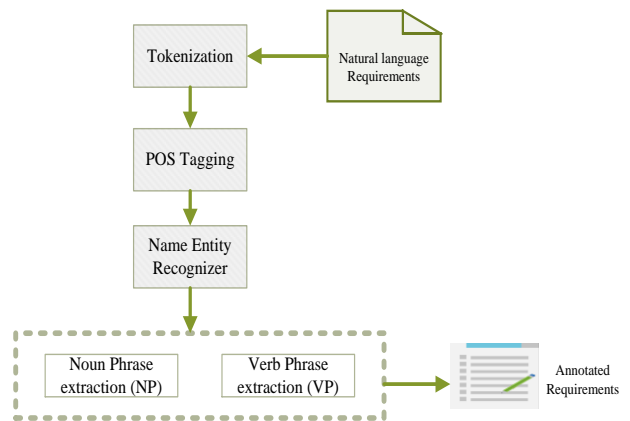 Tokenization
Natural language
Requirements
POS Tagging
Name Entity
Recognizer
Noun Phrase
extraction (NP)
Verb Phrase
extraction (VP)
Annotated
Requirements